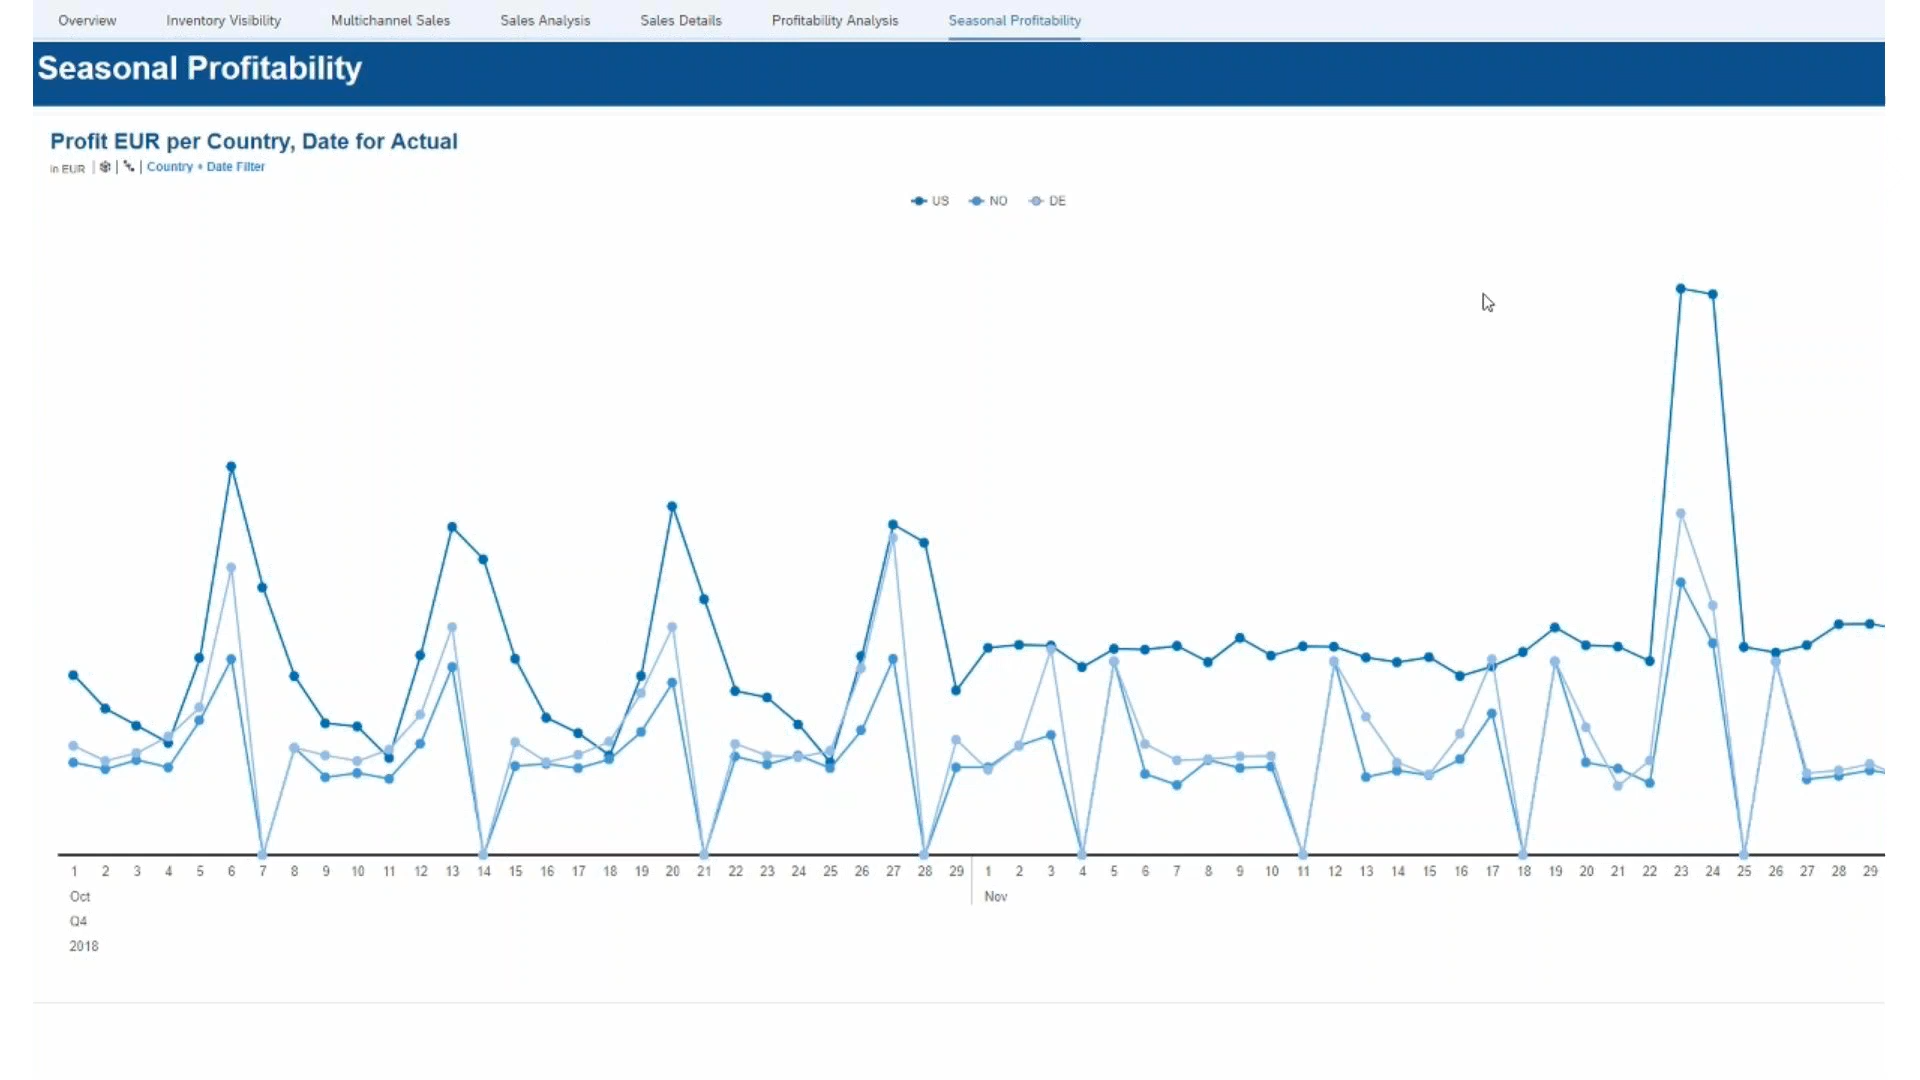 Overview Inventory Visibility Multichannel Sales Sales Analysis Sales Details Profitability Analysis Seasonal Profitability
Seasonal Profitability
Profit EUR per Country, Date for Actual
in EUR | | | Country + Date Filter
US NO DE
1 2 3 4 5 6 7 8 9 10 11 12 13 14 15 16 17 18 19 20 21 22 23 24 25 26 27 28 29 1 2 3 4 5 6 7 8 9 10 11 12 13 14 15 16 17 18 19 20 21 22 23 24 25 26 27 28 29
Oct Nov
Q4
2018